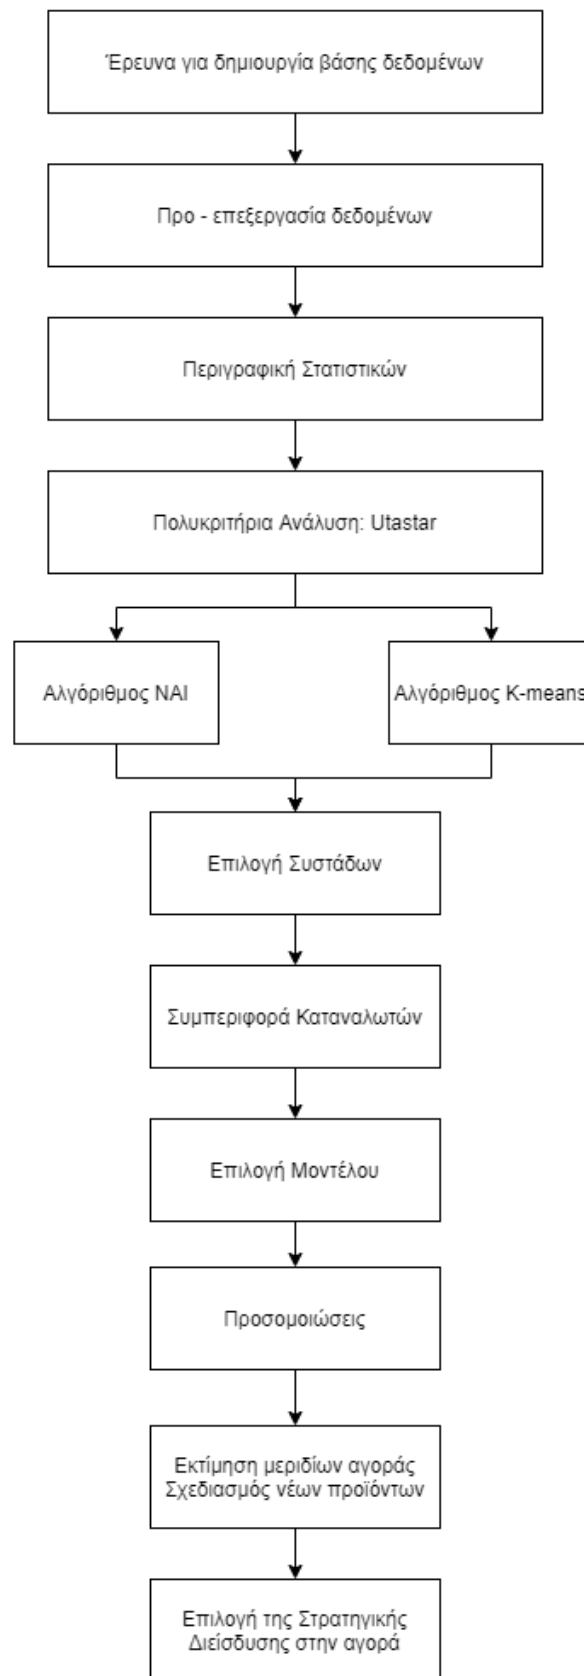 Έρευνα για δημιουργία βάσης δεδομένων
Προ - επεξεργασία δεδομένων
Περιγραφική Στατιστικών
Πολυκριτήρια Ανάλυση: Utastar
Αλγόριθμος NAI
Αλγόριθμος K-means
Επιλογή Συστάδων
Συμπεριφορά Καταναλωτών
Επιλογή Μοντέλου
Προσομοιώσεις
Εκτίμηση μεριδίων αγοράς
Σχεδιασμός νέων προϊόντων
Επιλογή της Στρατηγικής
Διείσδυσης στην αγορά